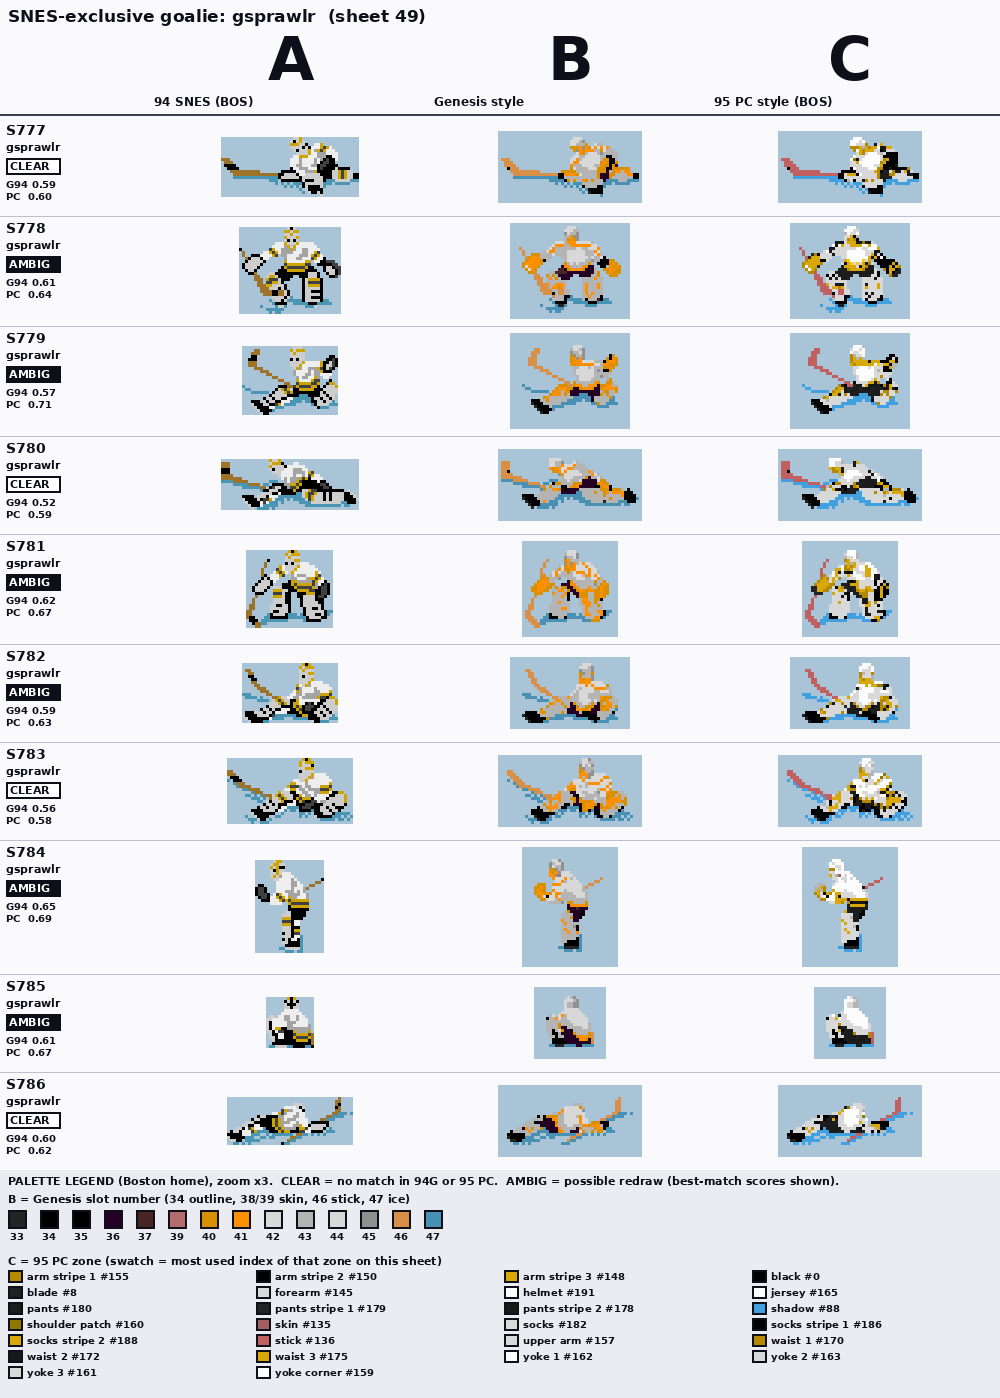 SNES-exclusive goalie: gsprawlr (sheet 49)
A B C
94 SNES (BOS) Genesis style 95 PC style (BOS)
S777
gsprawlr
CLEAR
G94 0.59
PC 0.60
S778
gsprawlr
AMBIG
G94 0.61
PC 0.64
S779
gsprawlr
AMBIG
G94 0.57
PC 0.71
S780
gsprawlr
CLEAR
G94 0.52
PC 0.59
S781
gsprawlr
AMBIG
G94 0.62
PC 0.67
S782
gsprawlr
AMBIG
G94 0.59
PC 0.63
S783
gsprawlr
CLEAR
G94 0.56
PC 0.58
S784
gsprawlr
AMBIG
G94 0.65
PC 0.69
S785
gsprawlr
AMBIG
G94 0.61
PC 0.67
S786
gsprawlr
CLEAR
G94 0.60
PC 0.62
PALETTE LEGEND (Boston home), zoom x3. CLEAR = no match in 94G or 95 PC. AMBIG = possible redraw (best-match scores shown).
B = Genesis slot number (34 outline, 38/39 skin, 46 stick, 47 ice)
33 34 35 36 37 39 40 41 42 43 44 45 46 47
C = 95 PC zone (swatch = most used index of that zone on this sheet)
arm stripe 1 #155 arm stripe 2 #150 arm stripe 3 #148 black #0
blade #8 forearm #145 helmet #191 jersey #165
pants #180 pants stripe 1 #179 pants stripe 2 #178 shadow #88
shoulder patch #160 skin #135 socks #182 socks stripe 1 #186
socks stripe 2 #188 stick #136 upper arm #157 waist 1 #170
waist 2 #172 waist 3 #175 yoke 1 #162 yoke 2 #163
yoke 3 #161 yoke corner #159